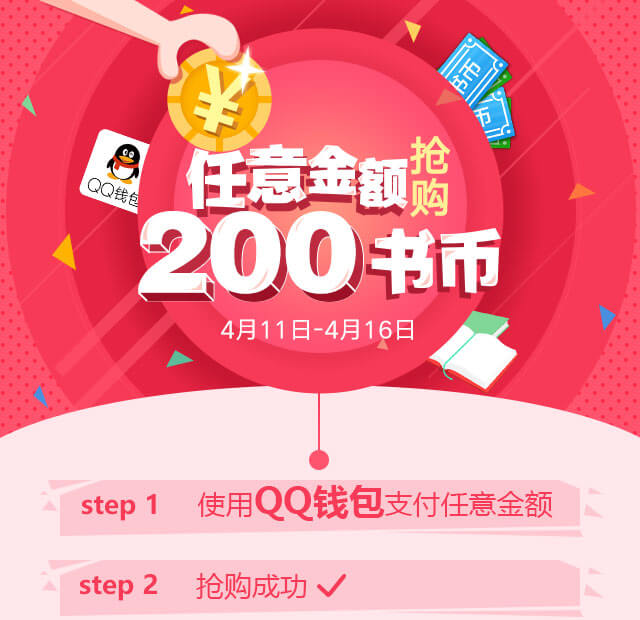 ¥
书币
币
QQ钱包
任意金额
抢购
200书币
4月11日-4月16日
step 1 使用QQ钱包支付任意金额
step 2 抢购成功